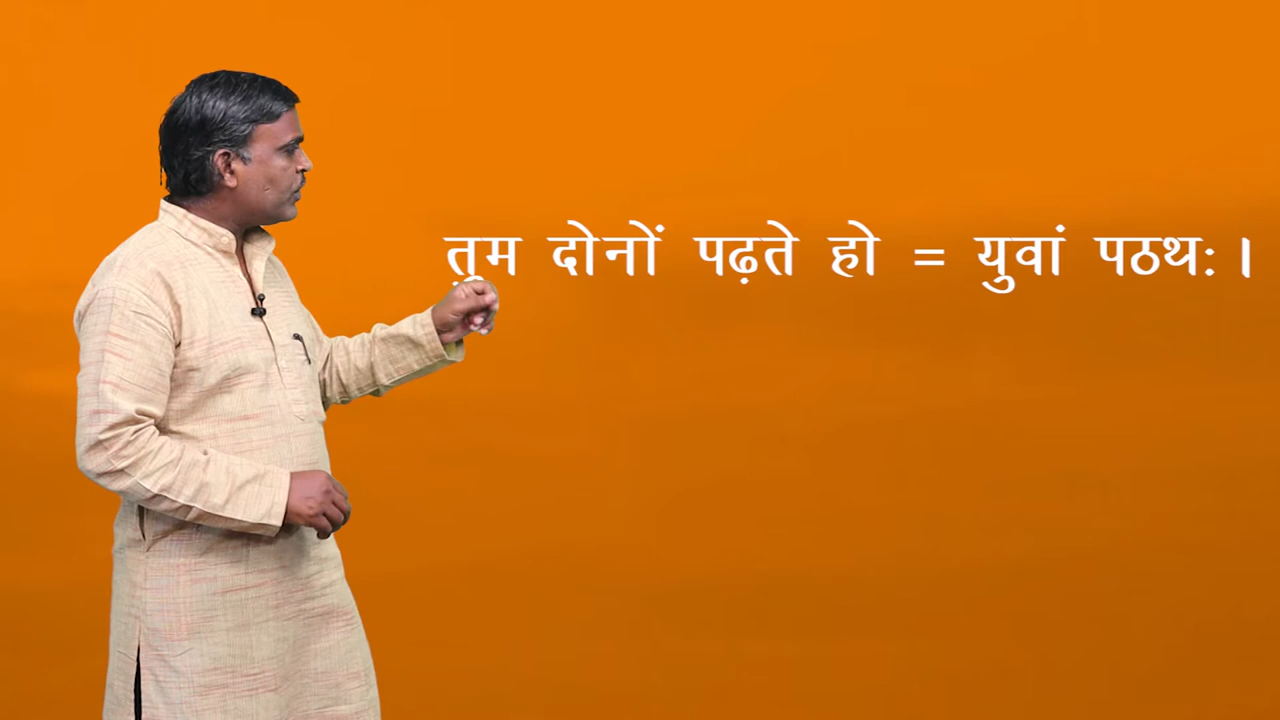 तुम दोनों पढ़ते हो = युवां पठथः ।